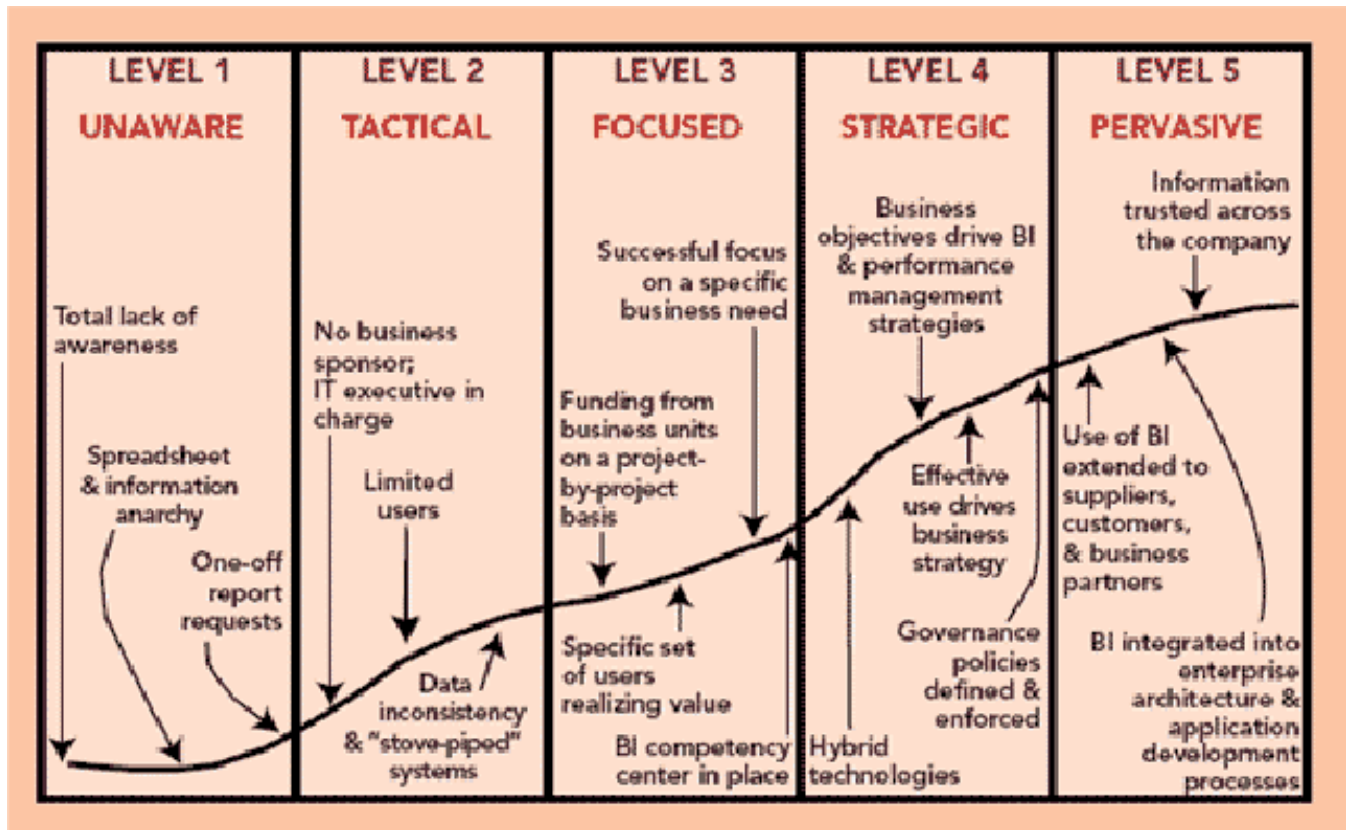 LEVEL 1
UNAWARE
Total lack of
awareness
Spreadsheet
& information
anarchy
One-off
report
requests
LEVEL 2
TACTICAL
No business
sponsor;
IT executive in
charge
Limited
users
Data
inconsistency
& "stove-piped"
systems
LEVEL 3
FOCUSED
Successful focus
on a specific
business need
Funding from
business units
on a project-
by-project
basis
Specific set
of users
realizing value
BI competency
center in place
LEVEL 4
STRATEGIC
Business
objectives drive BI
& performance
management
strategies
Effective
use drives
business
strategy
Governance
policies
defined &
enforced
Hybrid
technologies
LEVEL 5
PERVASIVE
Information
trusted across
the company
Use of BI
extended to
suppliers,
customers,
& business
partners
BI integrated into
enterprise
architecture &
application
development
processes